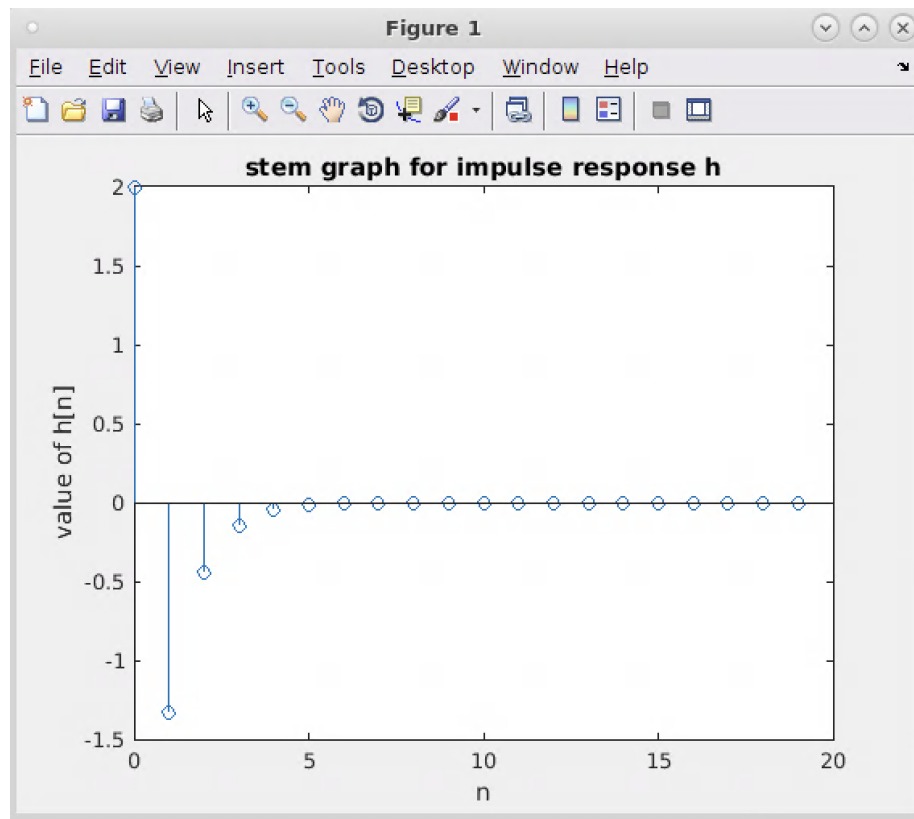 Figure 1
File Edit View Insert Tools Desktop Window Help
stem graph for impulse response h
2
1.5
1
0.5
0
-0.5
-1
-1.5
value of h[n]
0 5 10 15 20
n